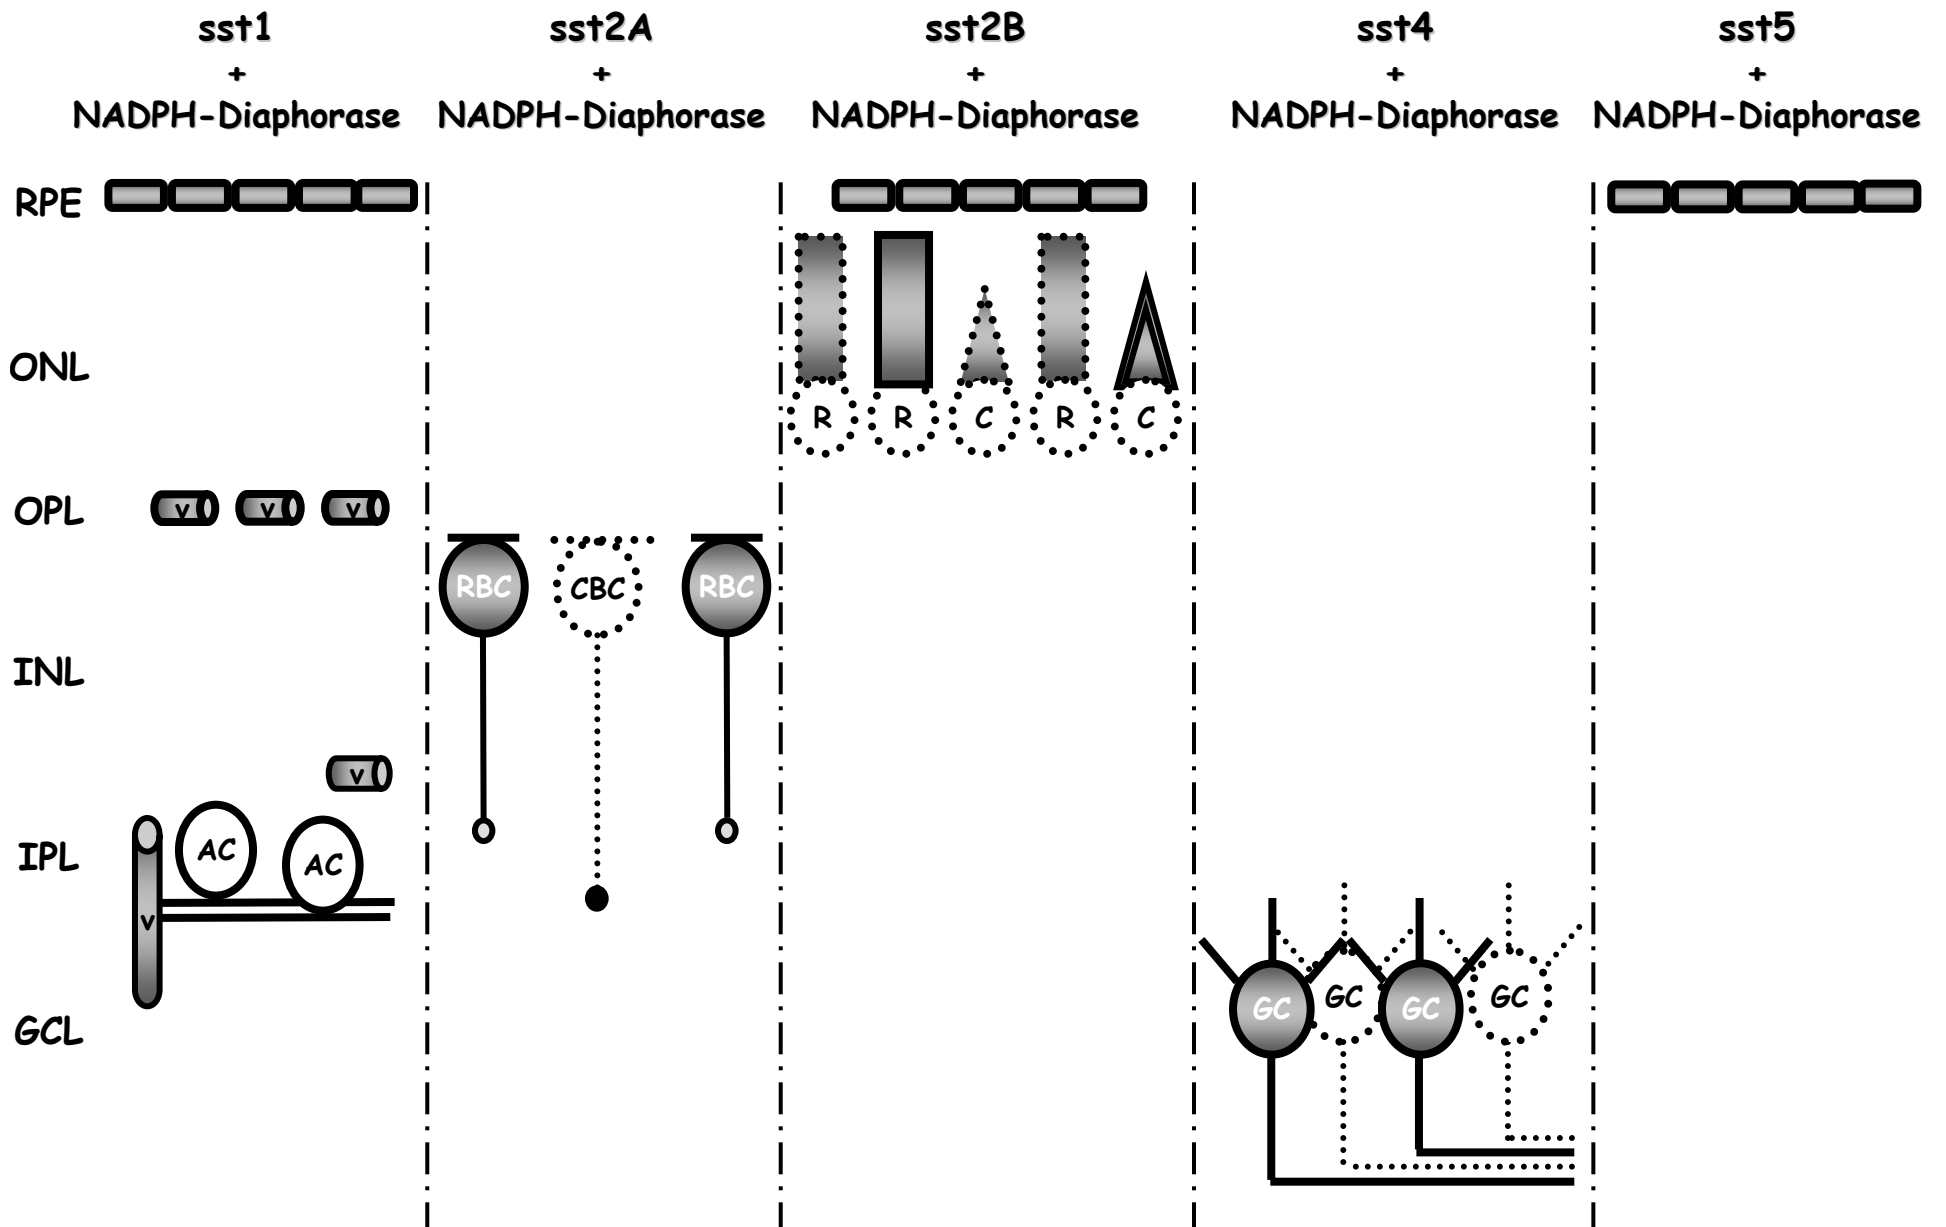 sst1 sst2A sst2B sst4 sst5
+ + + + +
NADPH-Diaphorase NADPH-Diaphorase NADPH-Diaphorase NADPH-Diaphorase NADPH-Diaphorase
RPE
ONL
R R C R C
OPL
v v v
RBC CBC RBC
INL
v
IPL
AC AC
v
GC GC GC GC
GCL